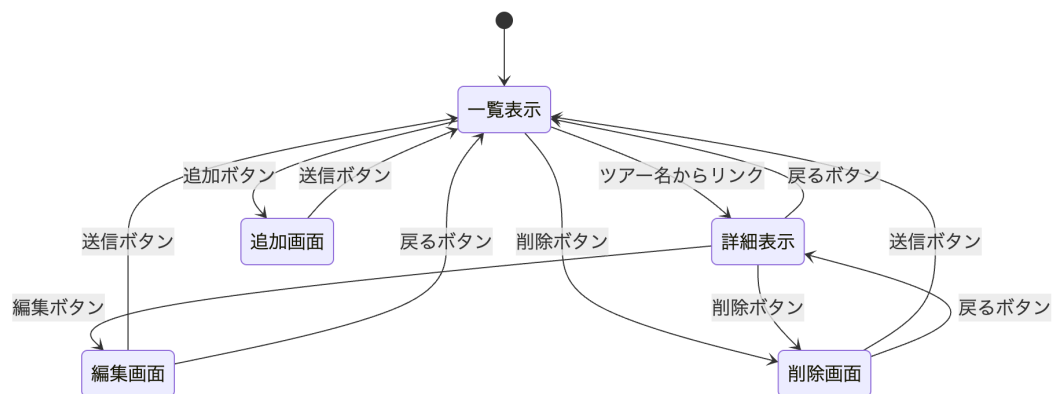 一覧表示
追加ボタン
送信ボタン
ツアー名からリンク
戻るボタン
追加画面
詳細表示
送信ボタン
戻るボタン
削除ボタン
送信ボタン
編集ボタン
削除ボタン
戻るボタン
編集画面
削除画面